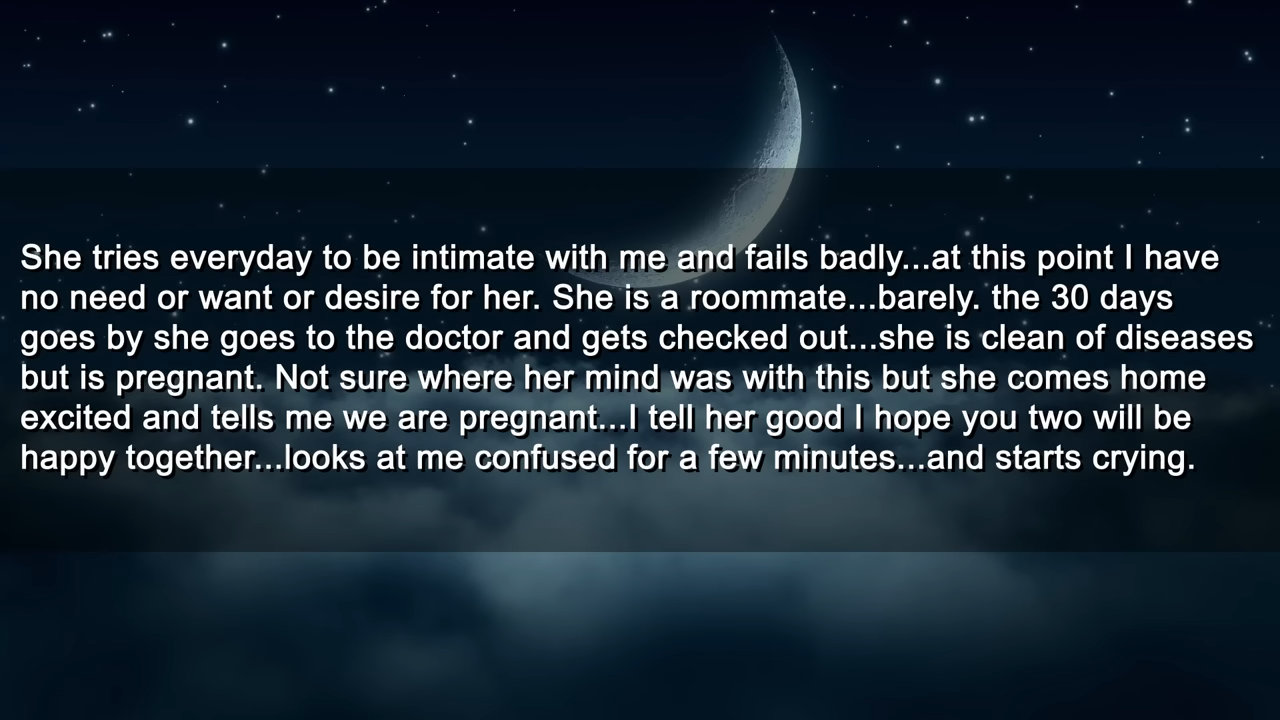 She tries everyday to be intimate with me and fails badly...at this point I have
no need or want or desire for her. She is a roommate...barely. the 30 days
goes by she goes to the doctor and gets checked out...she is clean of diseases
but is pregnant. Not sure where her mind was with this but she comes home
excited and tells me we are pregnant...I tell her good I hope you two will be
happy together...looks at me confused for a few minutes...and starts crying.